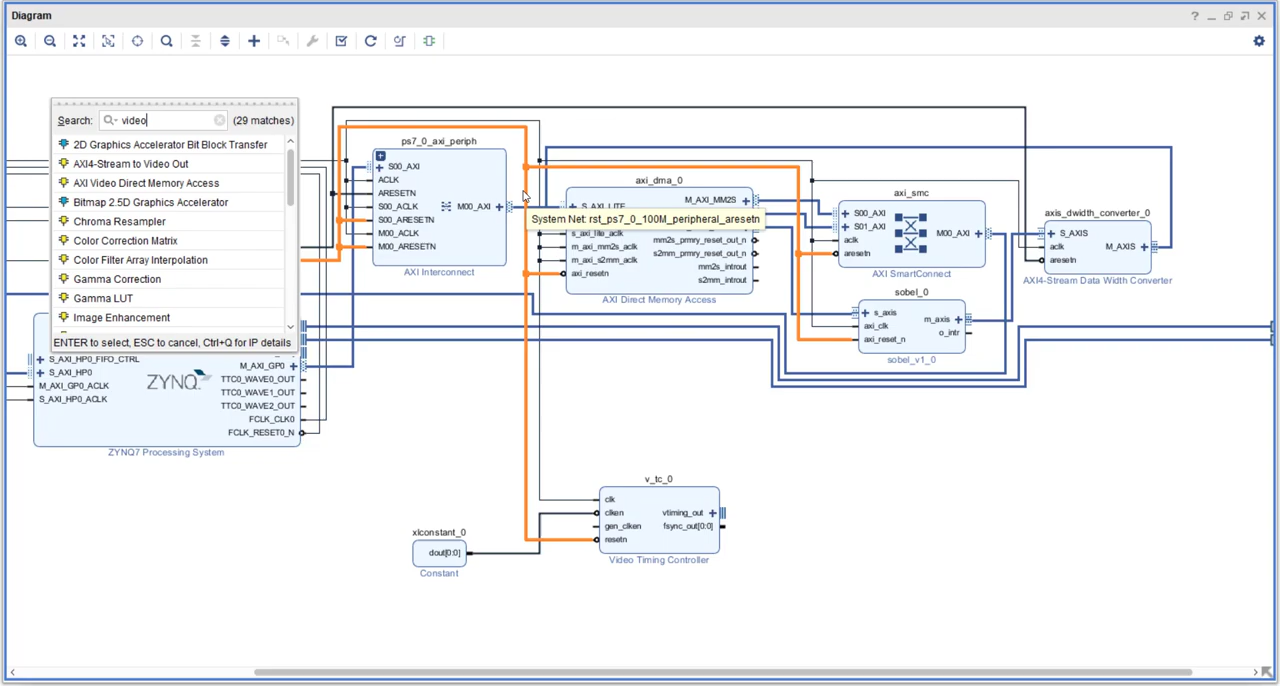 Diagram
?
Search: video (29 matches)
2D Graphics Accelerator Bit Block Transfer
AXI4-Stream to Video Out
AXI Video Direct Memory Access
Bitmap 2.5D Graphics Accelerator
Chroma Resampler
Color Correction Matrix
Color Filter Array Interpolation
Gamma Correction
Gamma LUT
Image Enhancement
ENTER to select, ESC to cancel, Ctrl+Q for IP details
S_AXI_HP0_FIFO_CTRL
S_AXI_HP0
M_AXI_GP0_ACLK
S_AXI_HP0_ACLK
ZYNQ
M_AXI_GP0
TTC0_WAVE0_OUT
TTC0_WAVE1_OUT
TTC0_WAVE2_OUT
FCLK_CLK0
FCLK_RESET0_N
ZYNQ7 Processing System
ps7_0_axi_periph
S00_AXI
ACLK
ARESETN
S00_ACLK
S00_ARESETN
M00_ACLK
M00_ARESETN
M00_AXI
AXI Interconnect
System Net: rst_ps7_0_100M_peripheral_aresetn
axi_dma_0
S_AXI_LITE
s_axi_lite_aclk
m_axi_mm2s_aclk
m_axi_s2mm_aclk
axi_resetn
M_AXI_MM2S
mm2s_prmry_reset_out_n
s2mm_prmry_reset_out_n
mm2s_introut
s2mm_introut
AXI Direct Memory Access
axi_smc
S00_AXI
S01_AXI
aclk
aresetn
M00_AXI
AXI SmartConnect
sobel_0
s_axis
axi_clk
axi_reset_n
m_axis
o_intr
sobel_v1_0
axis_dwidth_converter_0
S_AXIS
aclk
aresetn
M_AXIS
AXI4-Stream Data Width Converter
xlconstant_0
dout[0:0]
Constant
v_tc_0
clk
clken
gen_clken
resetn
vtiming_out
fsync_out[0:0]
Video Timing Controller